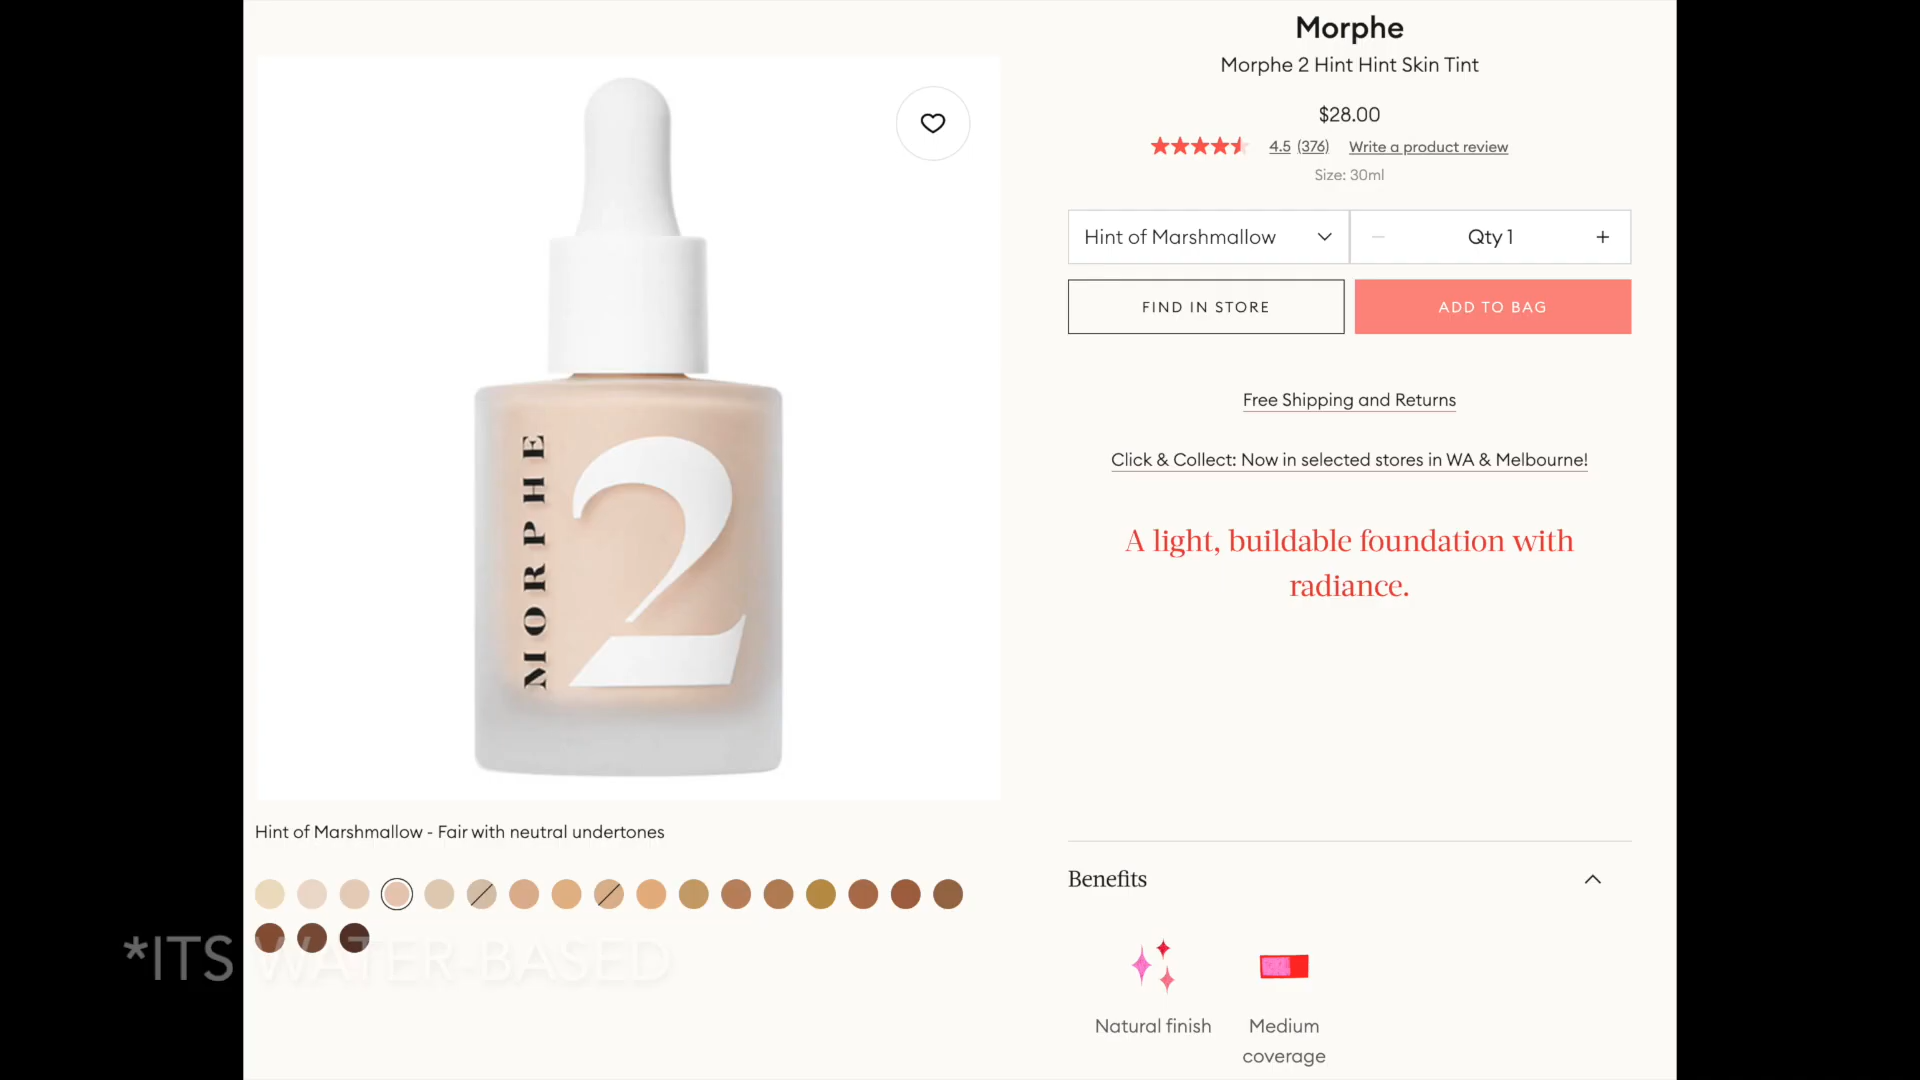 Morphe
Morphe 2 Hint Hint Skin Tint
$28.00
4.5 (376) Write a product review
Size: 30ml
Hint of Marshmallow
Qty 1
FIND IN STORE
ADD TO BAG
Free Shipping and Returns
Click & Collect: Now in selected stores in WA & Melbourne!
A light, buildable foundation with
radiance.
MORPHE
2
Hint of Marshmallow - Fair with neutral undertones
*ITS WATER-BASED
Benefits
Natural finish
Medium
coverage